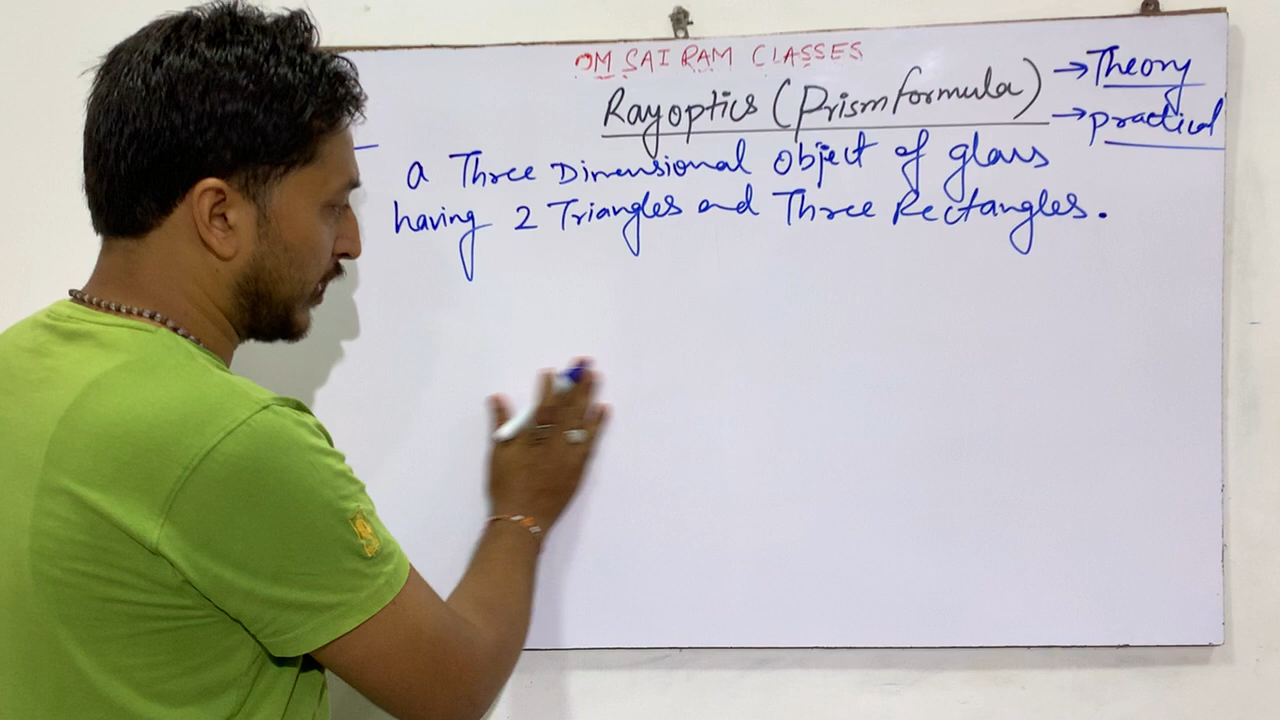 OM SAI RAM CLASSES
Rayoptics (Prism formula) → Theory
→ practical
a Three Dimensional Object of glass
having 2 Triangles and Three Rectangles.